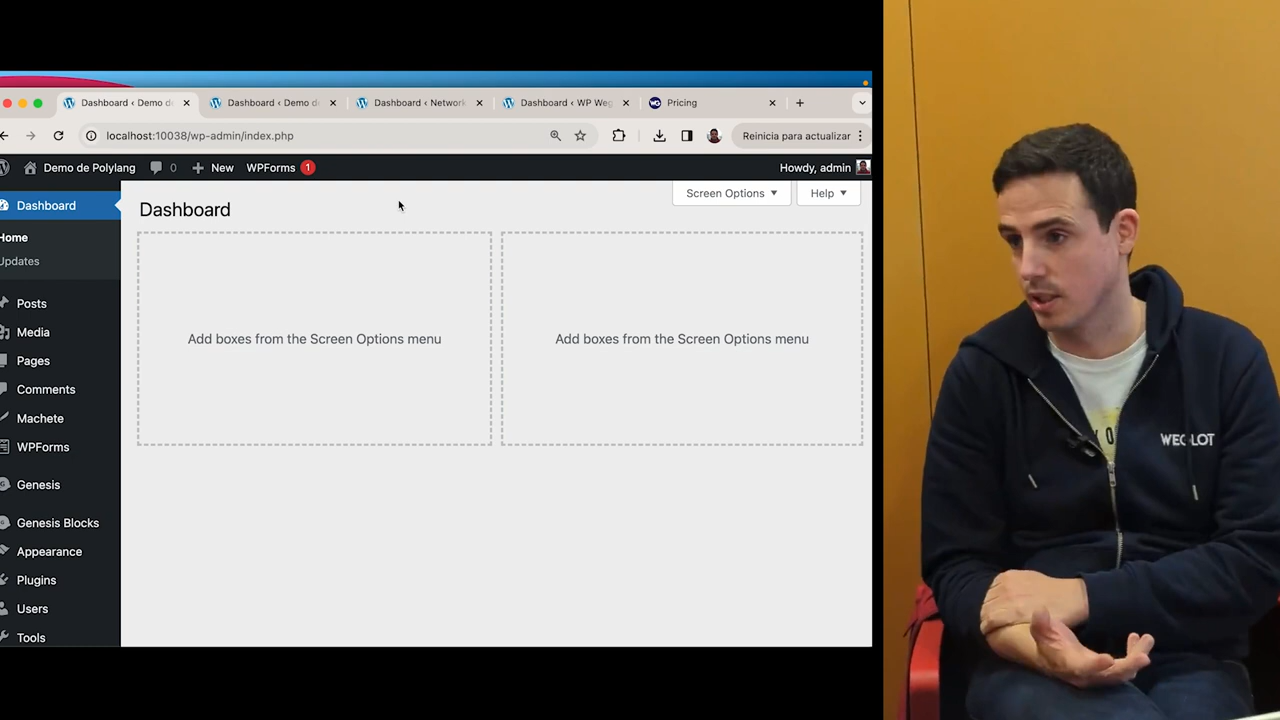 Dashboard ‹ Demo de
Dashboard ‹ Demo de
Dashboard ‹ Network
Dashboard ‹ WP Weg
Pricing
localhost:10038/wp-admin/index.php
Reinicia para actualizar
Demo de Polylang
0
New
WPForms
1
Howdy, admin
Dashboard
Home
Updates
Posts
Media
Pages
Comments
Machete
WPForms
Genesis
Genesis Blocks
Appearance
Plugins
Users
Tools
Dashboard
Screen Options
Help
Add boxes from the Screen Options menu
Add boxes from the Screen Options menu
WEGLOT